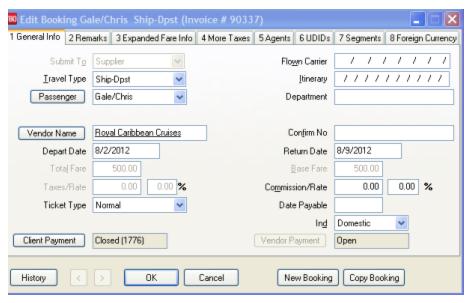 Edit Booking Gale/Chris Ship-Dpst (Invoice # 90337)
1 General Info 2 Remarks 3 Expanded Fare Info 4 More Taxes 5 Agents 6 UDIDs 7 Segments 8 Foreign Currency
Submit To Supplier Flown Carrier / / / / / / /
Travel Type Ship-Dpst Itinerary / / / / / / / / / /
Passenger Gale/Chris Department
Vendor Name Royal Caribbean Cruises Confirm No
Depart Date 8/2/2012 Return Date 8/9/2012
Total Fare 500.00 Base Fare 500.00
Taxes/Rate 0.00 0.00 % Commission/Rate 0.00 0.00 %
Ticket Type Normal Date Payable
Ind Domestic
Client Payment Closed (1776) Vendor Payment Open
History < > OK Cancel New Booking Copy Booking